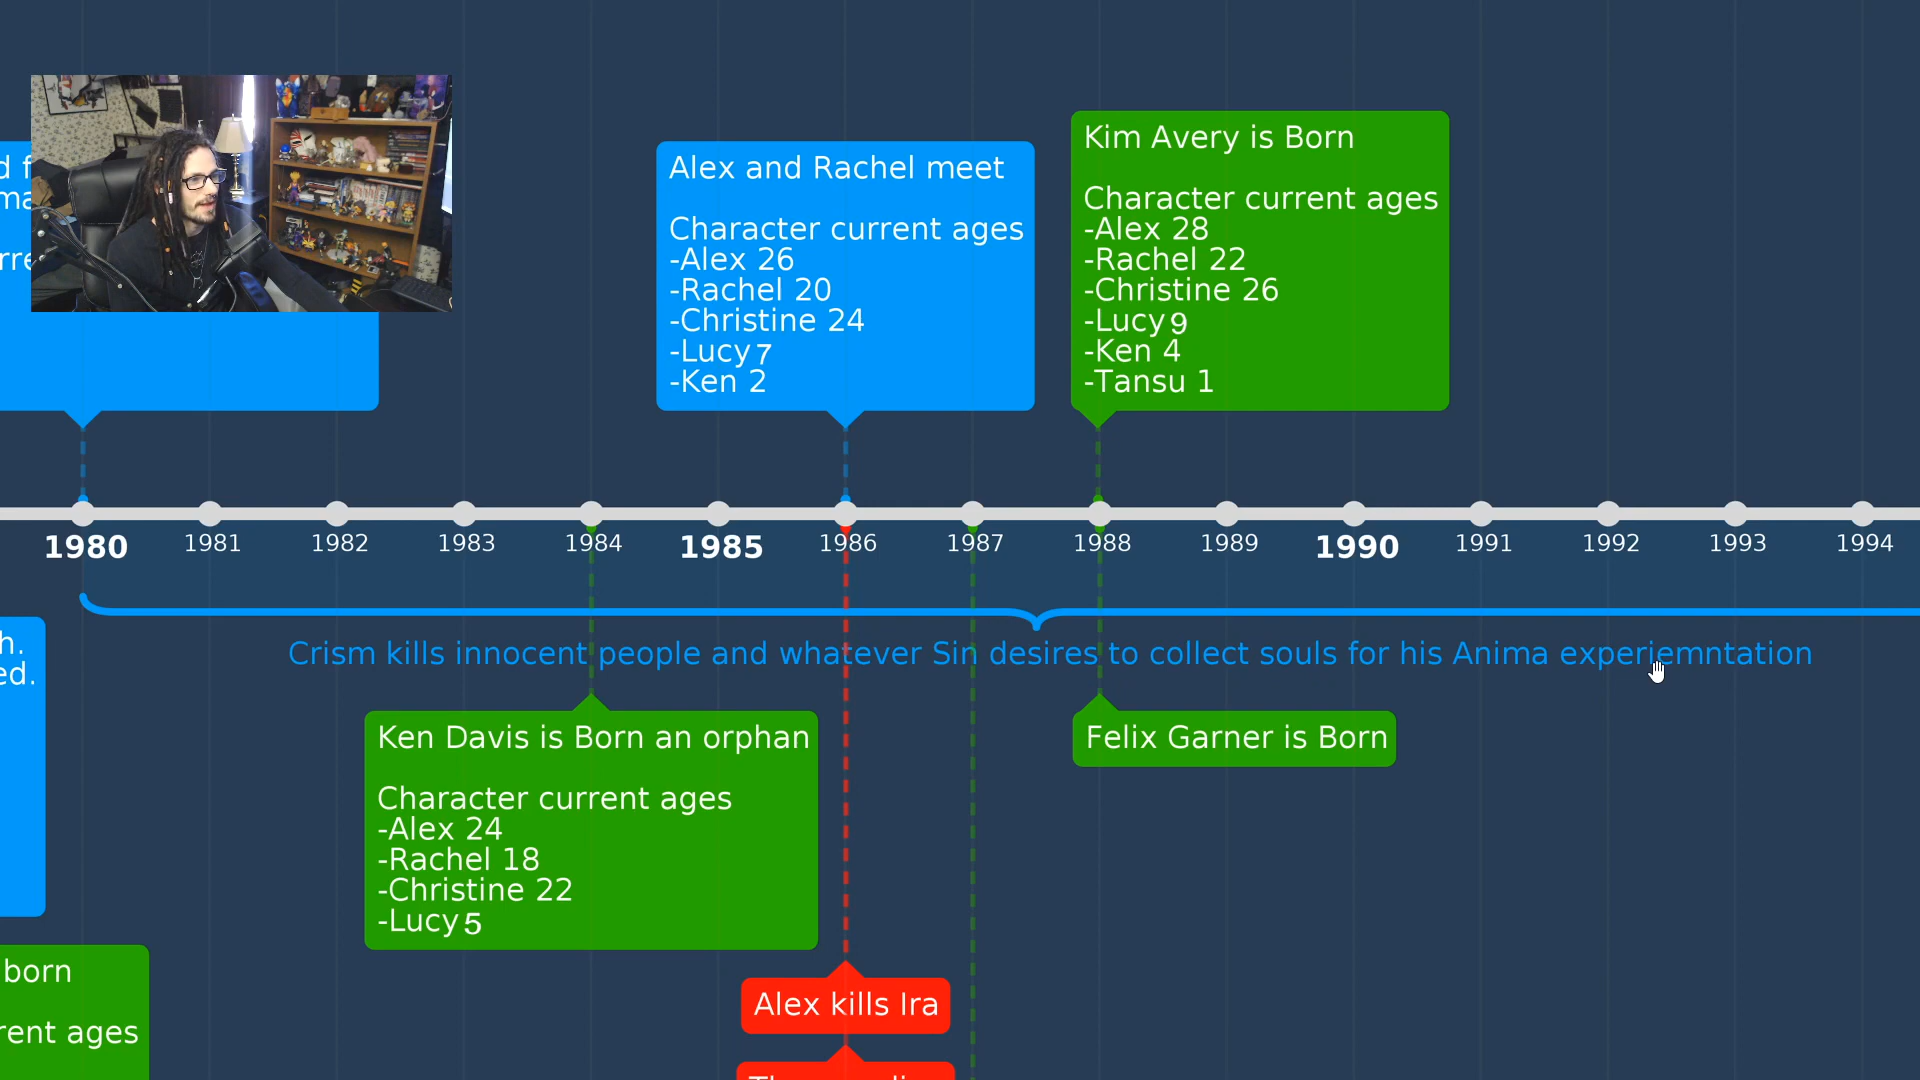 Alex and Rachel meet
Character current ages
-Alex 26
-Rachel 20
-Christine 24
-Lucy 7
-Ken 2
Kim Avery is Born
Character current ages
-Alex 28
-Rachel 22
-Christine 26
-Lucy 9
-Ken 4
-Tansu 1
1980
1981
1982
1983
1984
1985
1986
1987
1988
1989
1990
1991
1992
1993
1994
Crism kills innocent people and whatever Sin desires to collect souls for his Anima experiemntation
h.
ed.
Ken Davis is Born an orphan
Character current ages
-Alex 24
-Rachel 18
-Christine 22
-Lucy 5
Felix Garner is Born
born
rent ages
Alex kills Ira